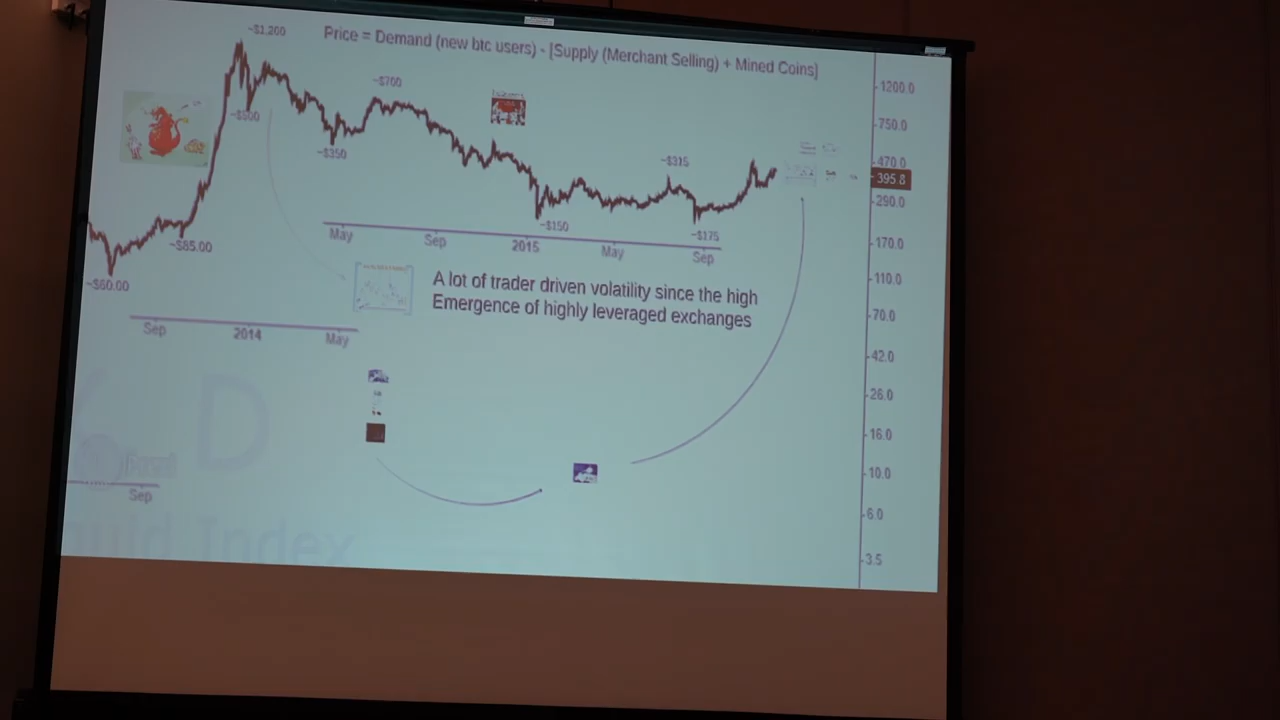 ~$1,200
Price = Demand (new btc users) - [Supply (Merchant Selling) + Mined Coins]
~$700
~$500
~$350
~$315
~$150
~$175
~$85.00
~$60.00
May Sep 2015 May Sep
Sep 2014 May
A lot of trader driven volatility since the high
Emergence of highly leveraged exchanges
D
Sep
quid Index
1200.0
750.0
470.0
395.8
290.0
170.0
110.0
70.0
42.0
26.0
16.0
10.0
6.0
3.5